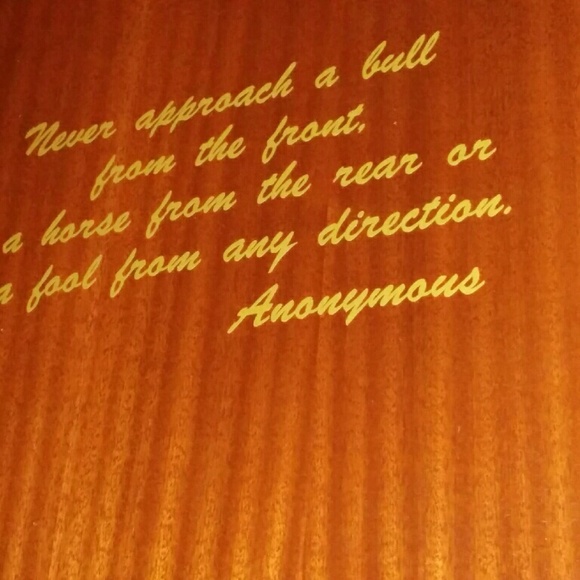 Never approach a bull
from the front,
a horse from the rear or
a fool from any direction.
Anonymous